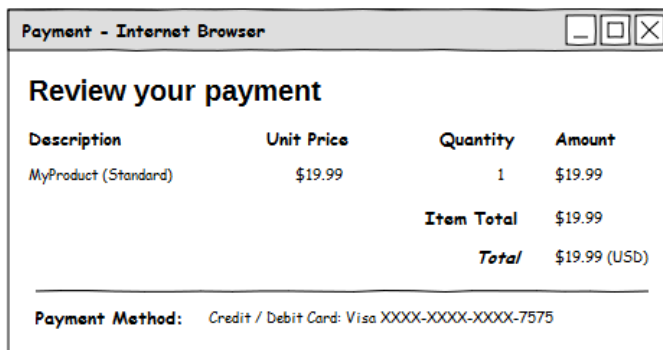 Payment - Internet Browser
Review your payment
Description Unit Price Quantity Amount
MyProduct (Standard) $19.99 1 $19.99
Item Total $19.99
Total $19.99 (USD)
Payment Method: Credit / Debit Card: Visa XXXX-XXXX-XXXX-7575